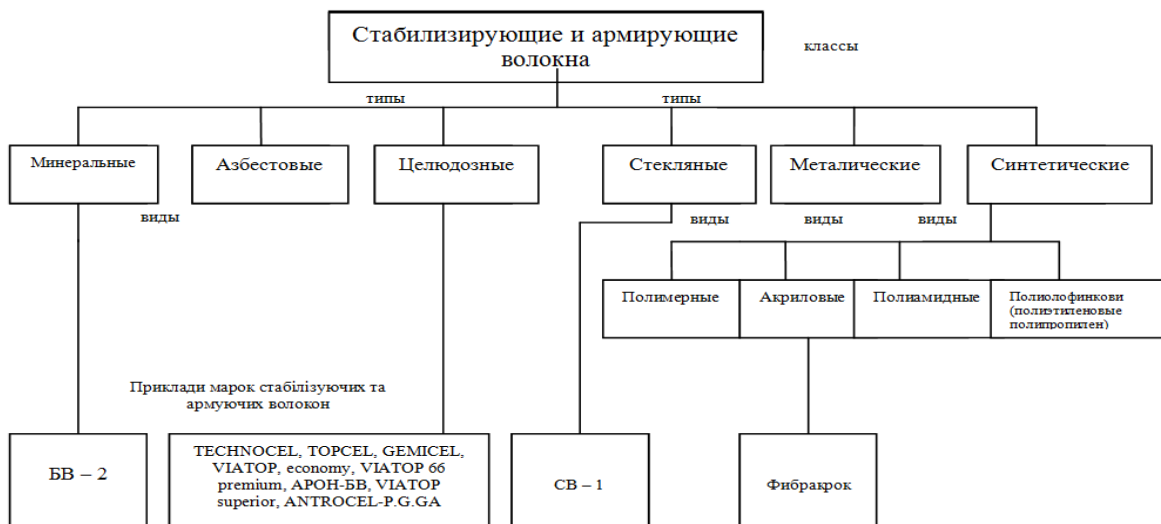 Стабилизирующие и армирующие
волокна
классы
типы
типы
Минеральные
Азбестовые
Целюдозные
Стекляные
Металические
Синтетические
виды
виды
виды
виды
Полимерные
Акриловые
Полиамидные
Полиолофинкови
(полиэтиленовые
полипропилен)
Приклади марок стабілізуючих та
армуючих волокон
БВ – 2
TECHNOCEL, TOPCEL, GEMICEL,
VIATOP, economy, VIATOP 66
premium, АРОН-БВ, VIATOP
superior, ANTROCEL-P.G.GA
СВ – 1
Фибракрок